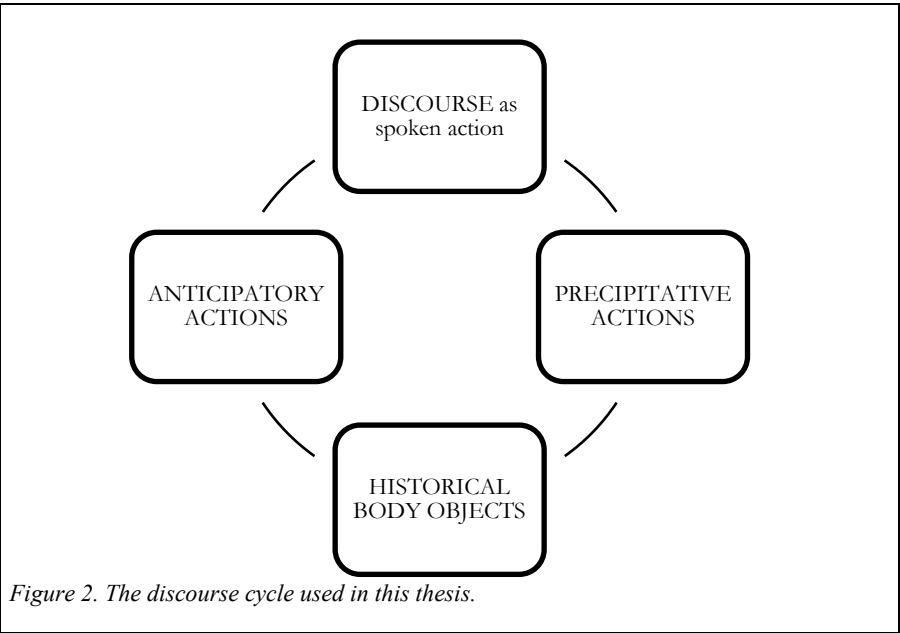 DISCOURSE as
spoken action
ANTICIPATORY
ACTIONS
PRECIPITATIVE
ACTIONS
HISTORICAL
BODY OBJECTS
Figure 2. The discourse cycle used in this thesis.